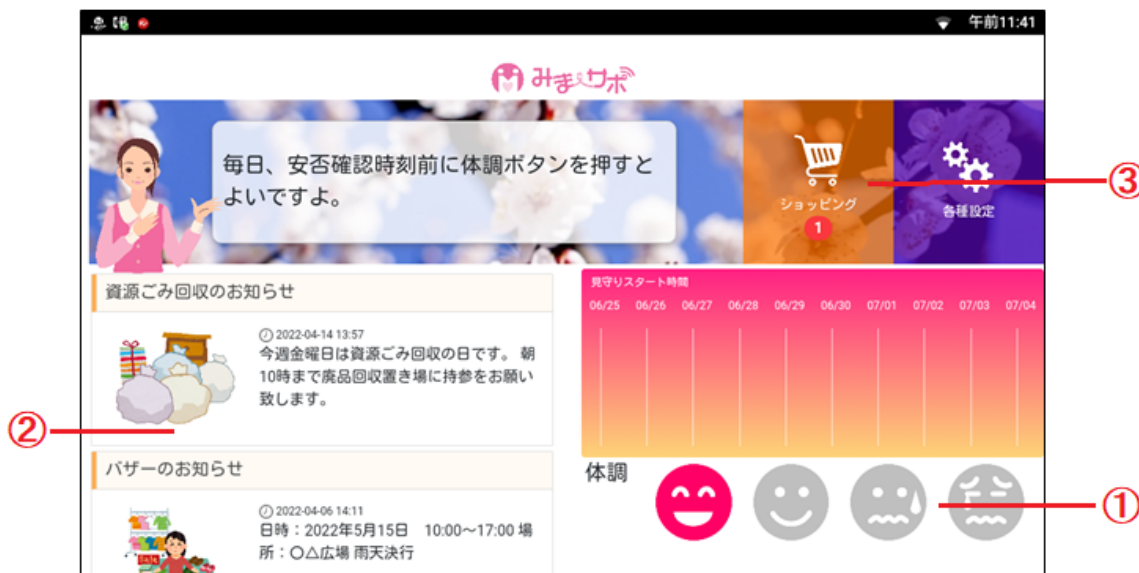 午前11:41
みまサポ
毎日、安否確認時刻前に体調ボタンを押すと
よいですよ。
ショッピング
1
各種設定
③
資源ごみ回収のお知らせ
2022-04-14 13:57
今週金曜日は資源ごみ回収の日です。 朝
10時まで廃品回収置き場に持参をお願い
致します。
②
見守りスタート時間
06/25 06/26 06/27 06/28 06/29 06/30 07/01 07/02 07/03 07/04
バザーのお知らせ
2022-04-06 14:11
日時：2022年5月15日 10:00～17:00 場
所：〇△広場 雨天決行
体調
①